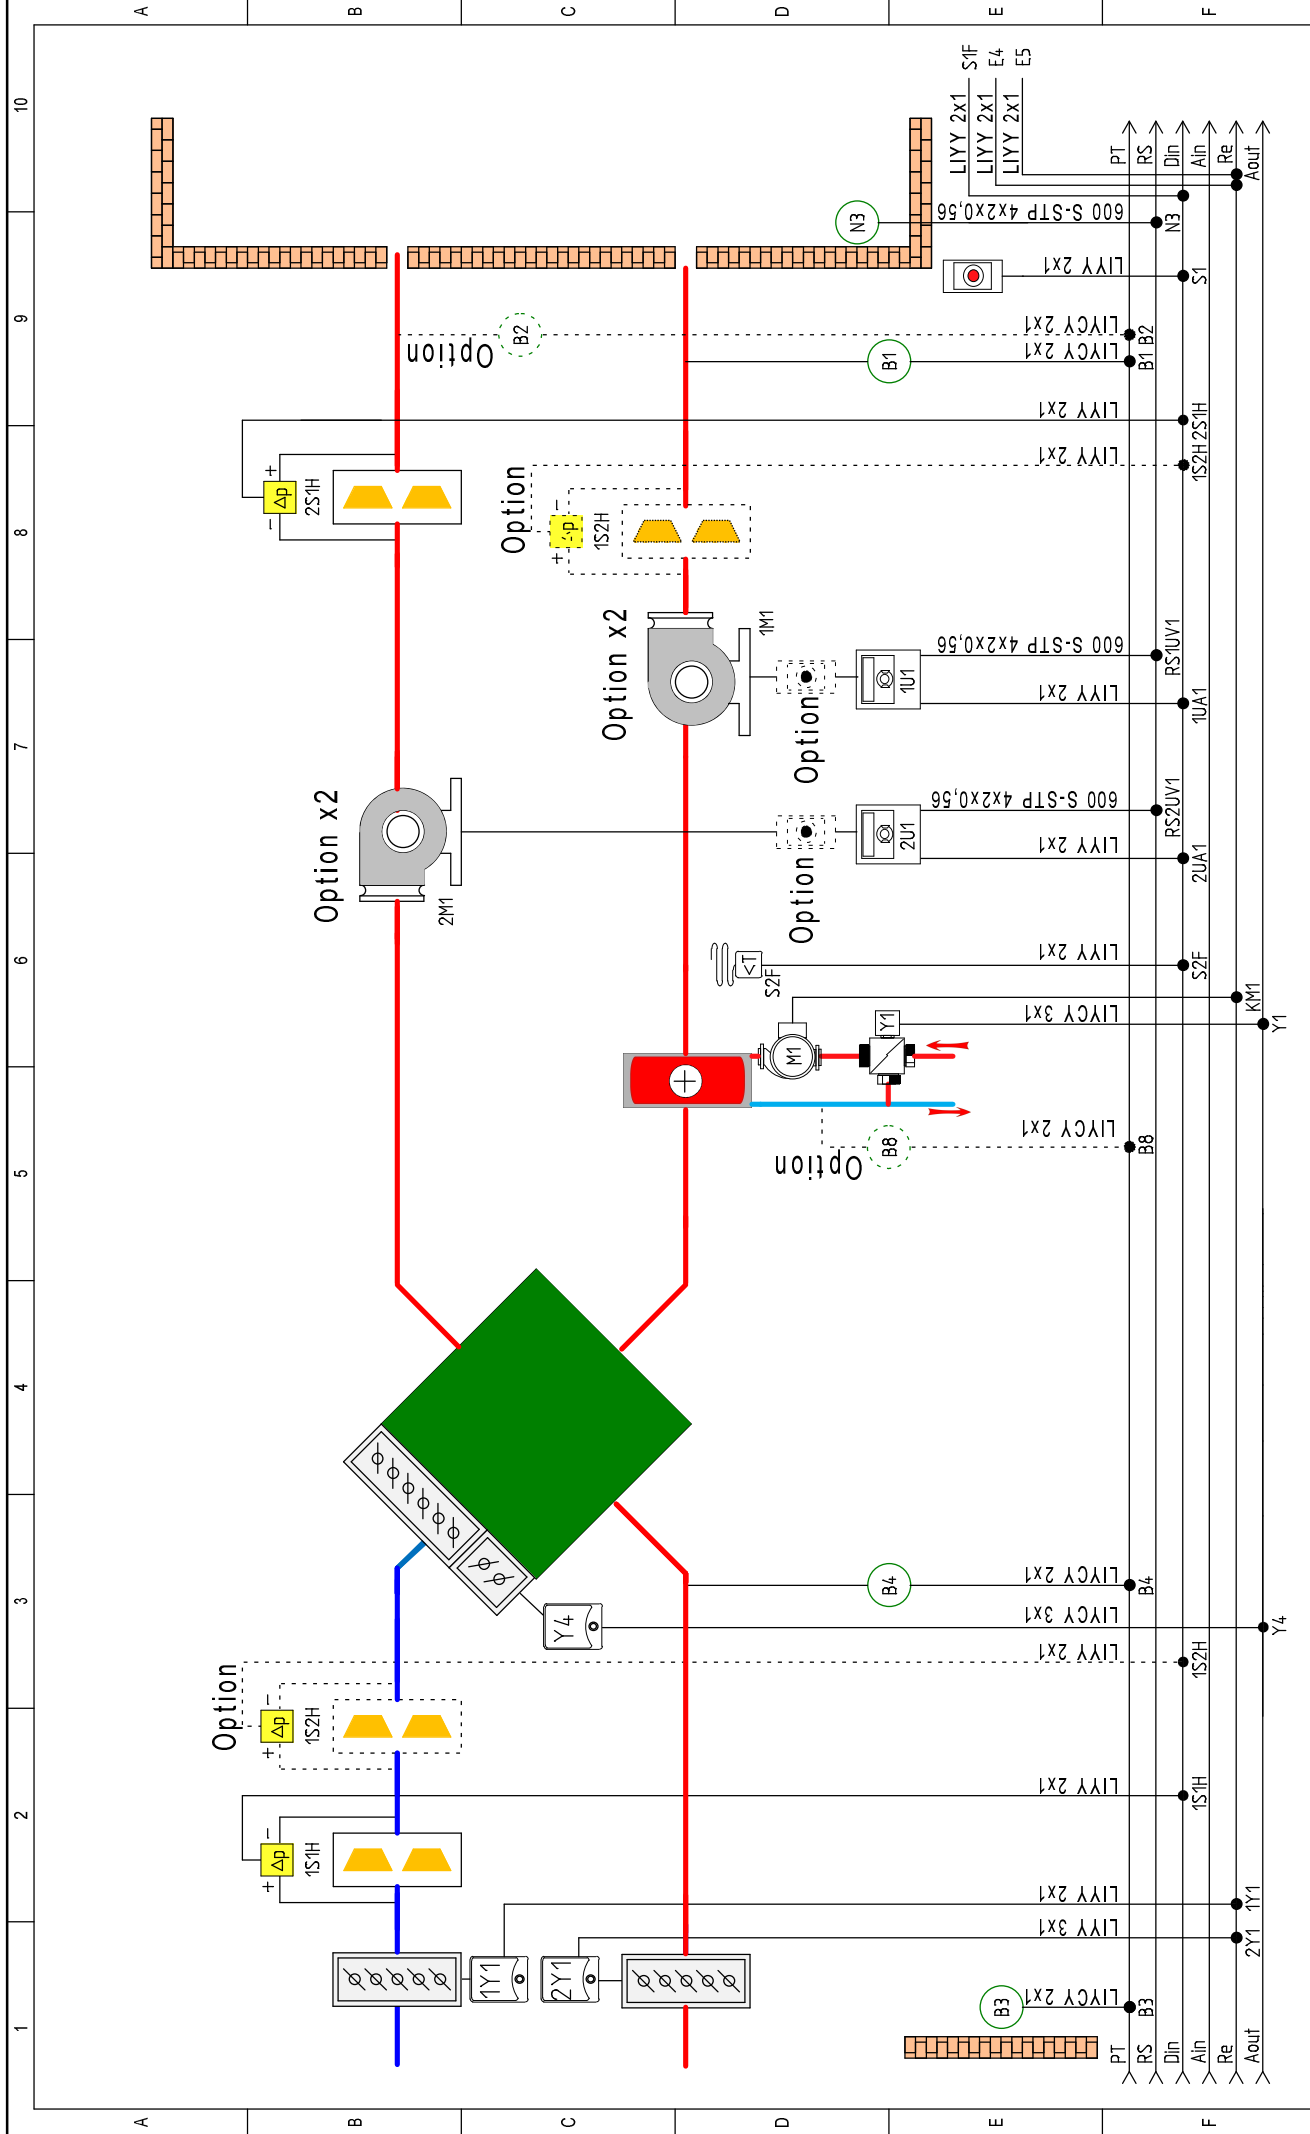 A
B
C
D
E
F
10
9
8
7
6
5
4
3
2
1
S1F
E4
E5
LIYY 2x1
LIYY 2x1
LIYY 2x1
PT
RS
Din
Ain
Re
Aout
N3
600 S-STP 4x2x0,56
N3
LIYY 2x1
S1
Option
B2
LIYCY 2x1
B2
B1
LIYCY 2x1
B1
LIYY 2x1
2S1H
- Δp +
2S1H
Option
LIYY 2x1
1S2H
+ Δp -
1S2H
Option x2
1M1
Option
1U1
600 S-STP 4x2x0,56
RS1UV1
LIYY 2x1
1UA1
Option x2
2M1
Option
2U1
600 S-STP 4x2x0,56
RS2UV1
LIYY 2x1
2UA1
<T
S2F
LIYY 2x1
S2F
KM1
M1
Y1
LIYCY 3x1
Y1
Option
B8
LIYCY 2x1
B8
B4
LIYCY 2x1
B4
Y4
LIYCY 3x1
Y4
Option
LIYY 2x1
1S2H
+ Δp -
1S2H
LIYY 2x1
1S1H
+ Δp -
1S1H
1Y1
LIYY 2x1
1Y1
2Y1
LIYY 3x1
2Y1
B3
LIYCY 2x1
B3
PT
RS
Din
Ain
Re
Aout
A
B
C
D
E
F